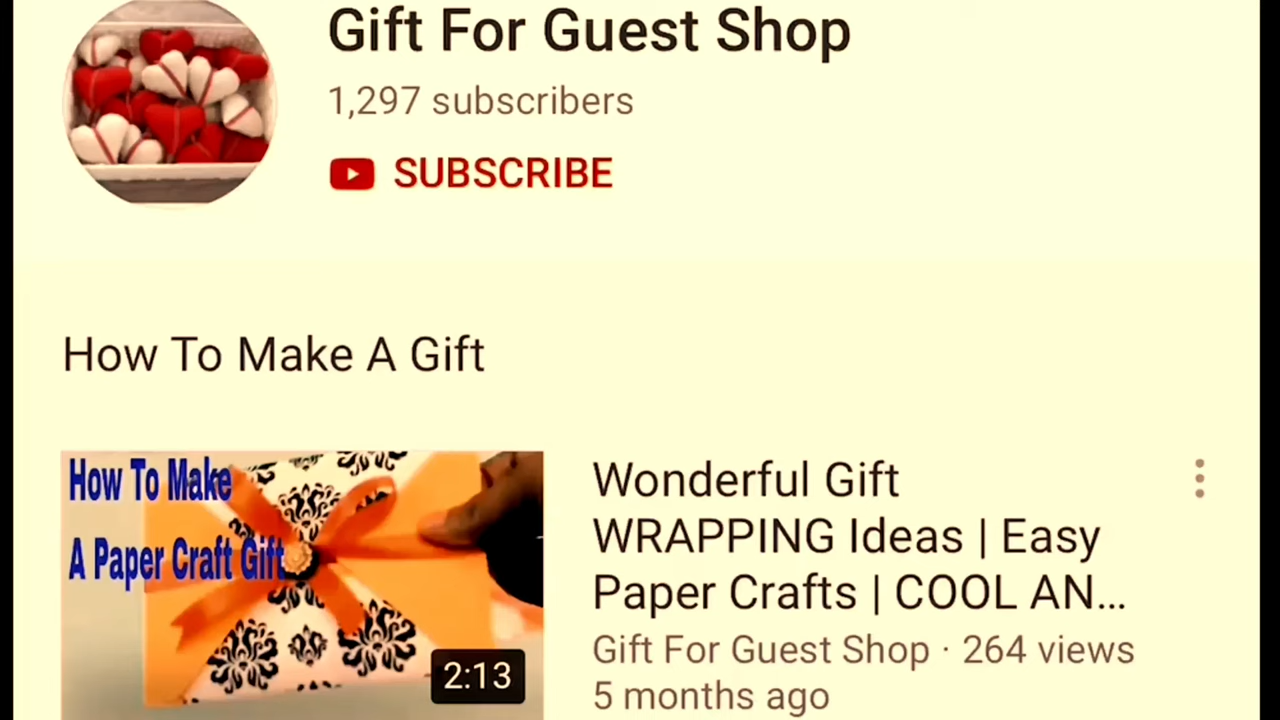 Gift For Guest Shop
1,297 subscribers
SUBSCRIBE
How To Make A Gift
How To Make
A Paper Craft Gift
2:13
Wonderful Gift
WRAPPING Ideas | Easy
Paper Crafts | COOL AN...
Gift For Guest Shop · 264 views
5 months ago